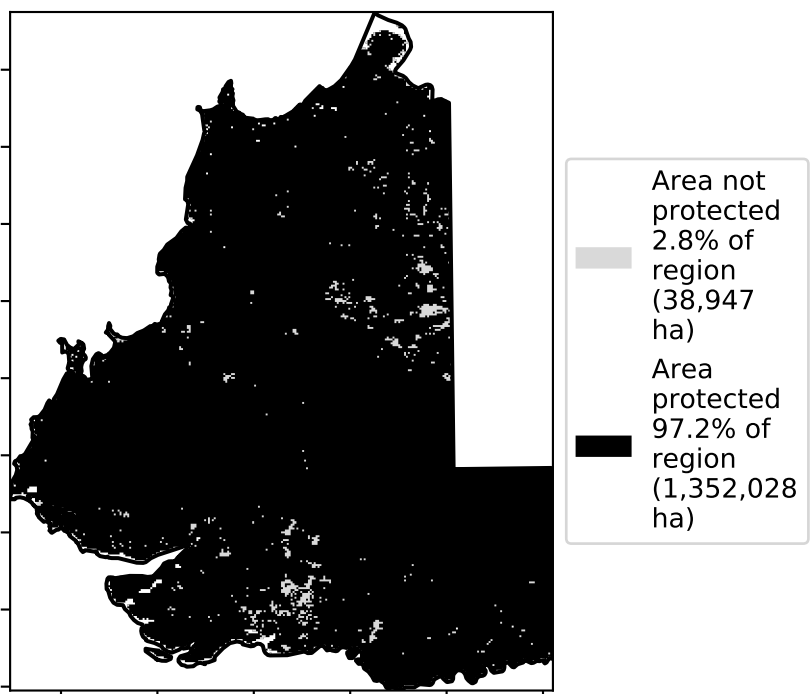 Area not
protected
2.8% of
region
(38,947
ha)
Area
protected
97.2% of
region
(1,352,028
ha)